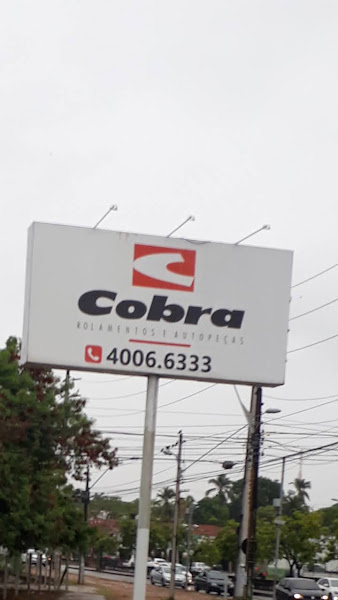 Cobra
ROLAMENTOS E AUTOPEÇAS
4006.6333